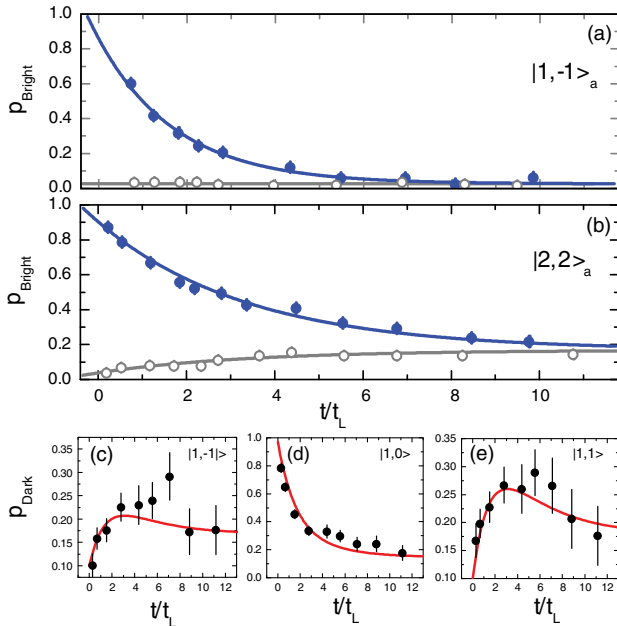 1.0
0.8
0.6
0.4
0.2
0.0
p_Bright
(a)
|1,-1>_a
1.0
0.8
0.6
0.4
0.2
0.0
p_Bright
(b)
|2,2>_a
0 2 4 6 8 10
t/t_L
0.35
0.30
0.25
0.20
0.15
0.10
p_Dark
(c) |1,-1|>
0 2 4 6 8 10 12
t/t_L
1.0
0.8
0.6
0.4
0.2
0.0
(d) |1,0>
0 2 4 6 8 10 12
t/t_L
0.35
0.30
0.25
0.20
0.15
0.10
(e) |1,1>
0 2 4 6 8 10 12
t/t_L